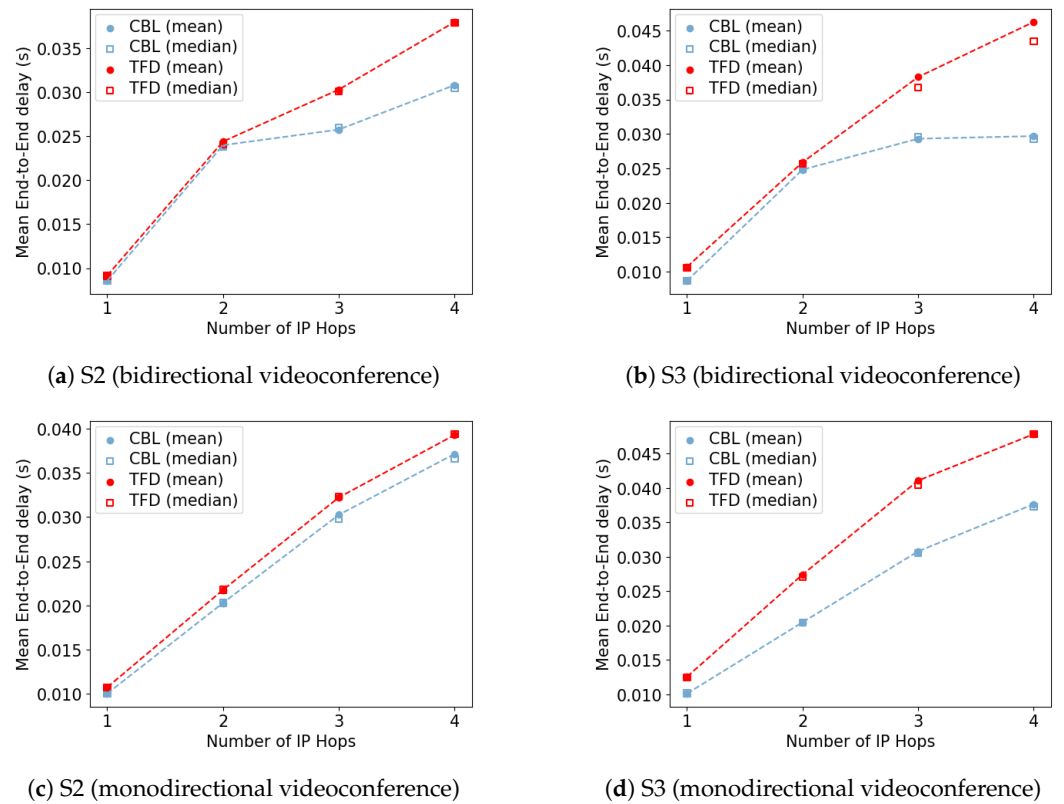 CBL (mean)
CBL (median)
TFD (mean)
TFD (median)
Mean End-to-End delay (s)
0.035
0.030
0.025
0.020
0.015
0.010
1 2 3 4
Number of IP Hops
(a) S2 (bidirectional videoconference)
CBL (mean)
CBL (median)
TFD (mean)
TFD (median)
Mean End-to-End delay (s)
0.045
0.040
0.035
0.030
0.025
0.020
0.015
0.010
1 2 3 4
Number of IP Hops
(b) S3 (bidirectional videoconference)
CBL (mean)
CBL (median)
TFD (mean)
TFD (median)
Mean End-to-End delay (s)
0.040
0.035
0.030
0.025
0.020
0.015
0.010
1 2 3 4
Number of IP Hops
(c) S2 (monodirectional videoconference)
CBL (mean)
CBL (median)
TFD (mean)
TFD (median)
Mean End-to-End delay (s)
0.045
0.040
0.035
0.030
0.025
0.020
0.015
0.010
1 2 3 4
Number of IP Hops
(d) S3 (monodirectional videoconference)